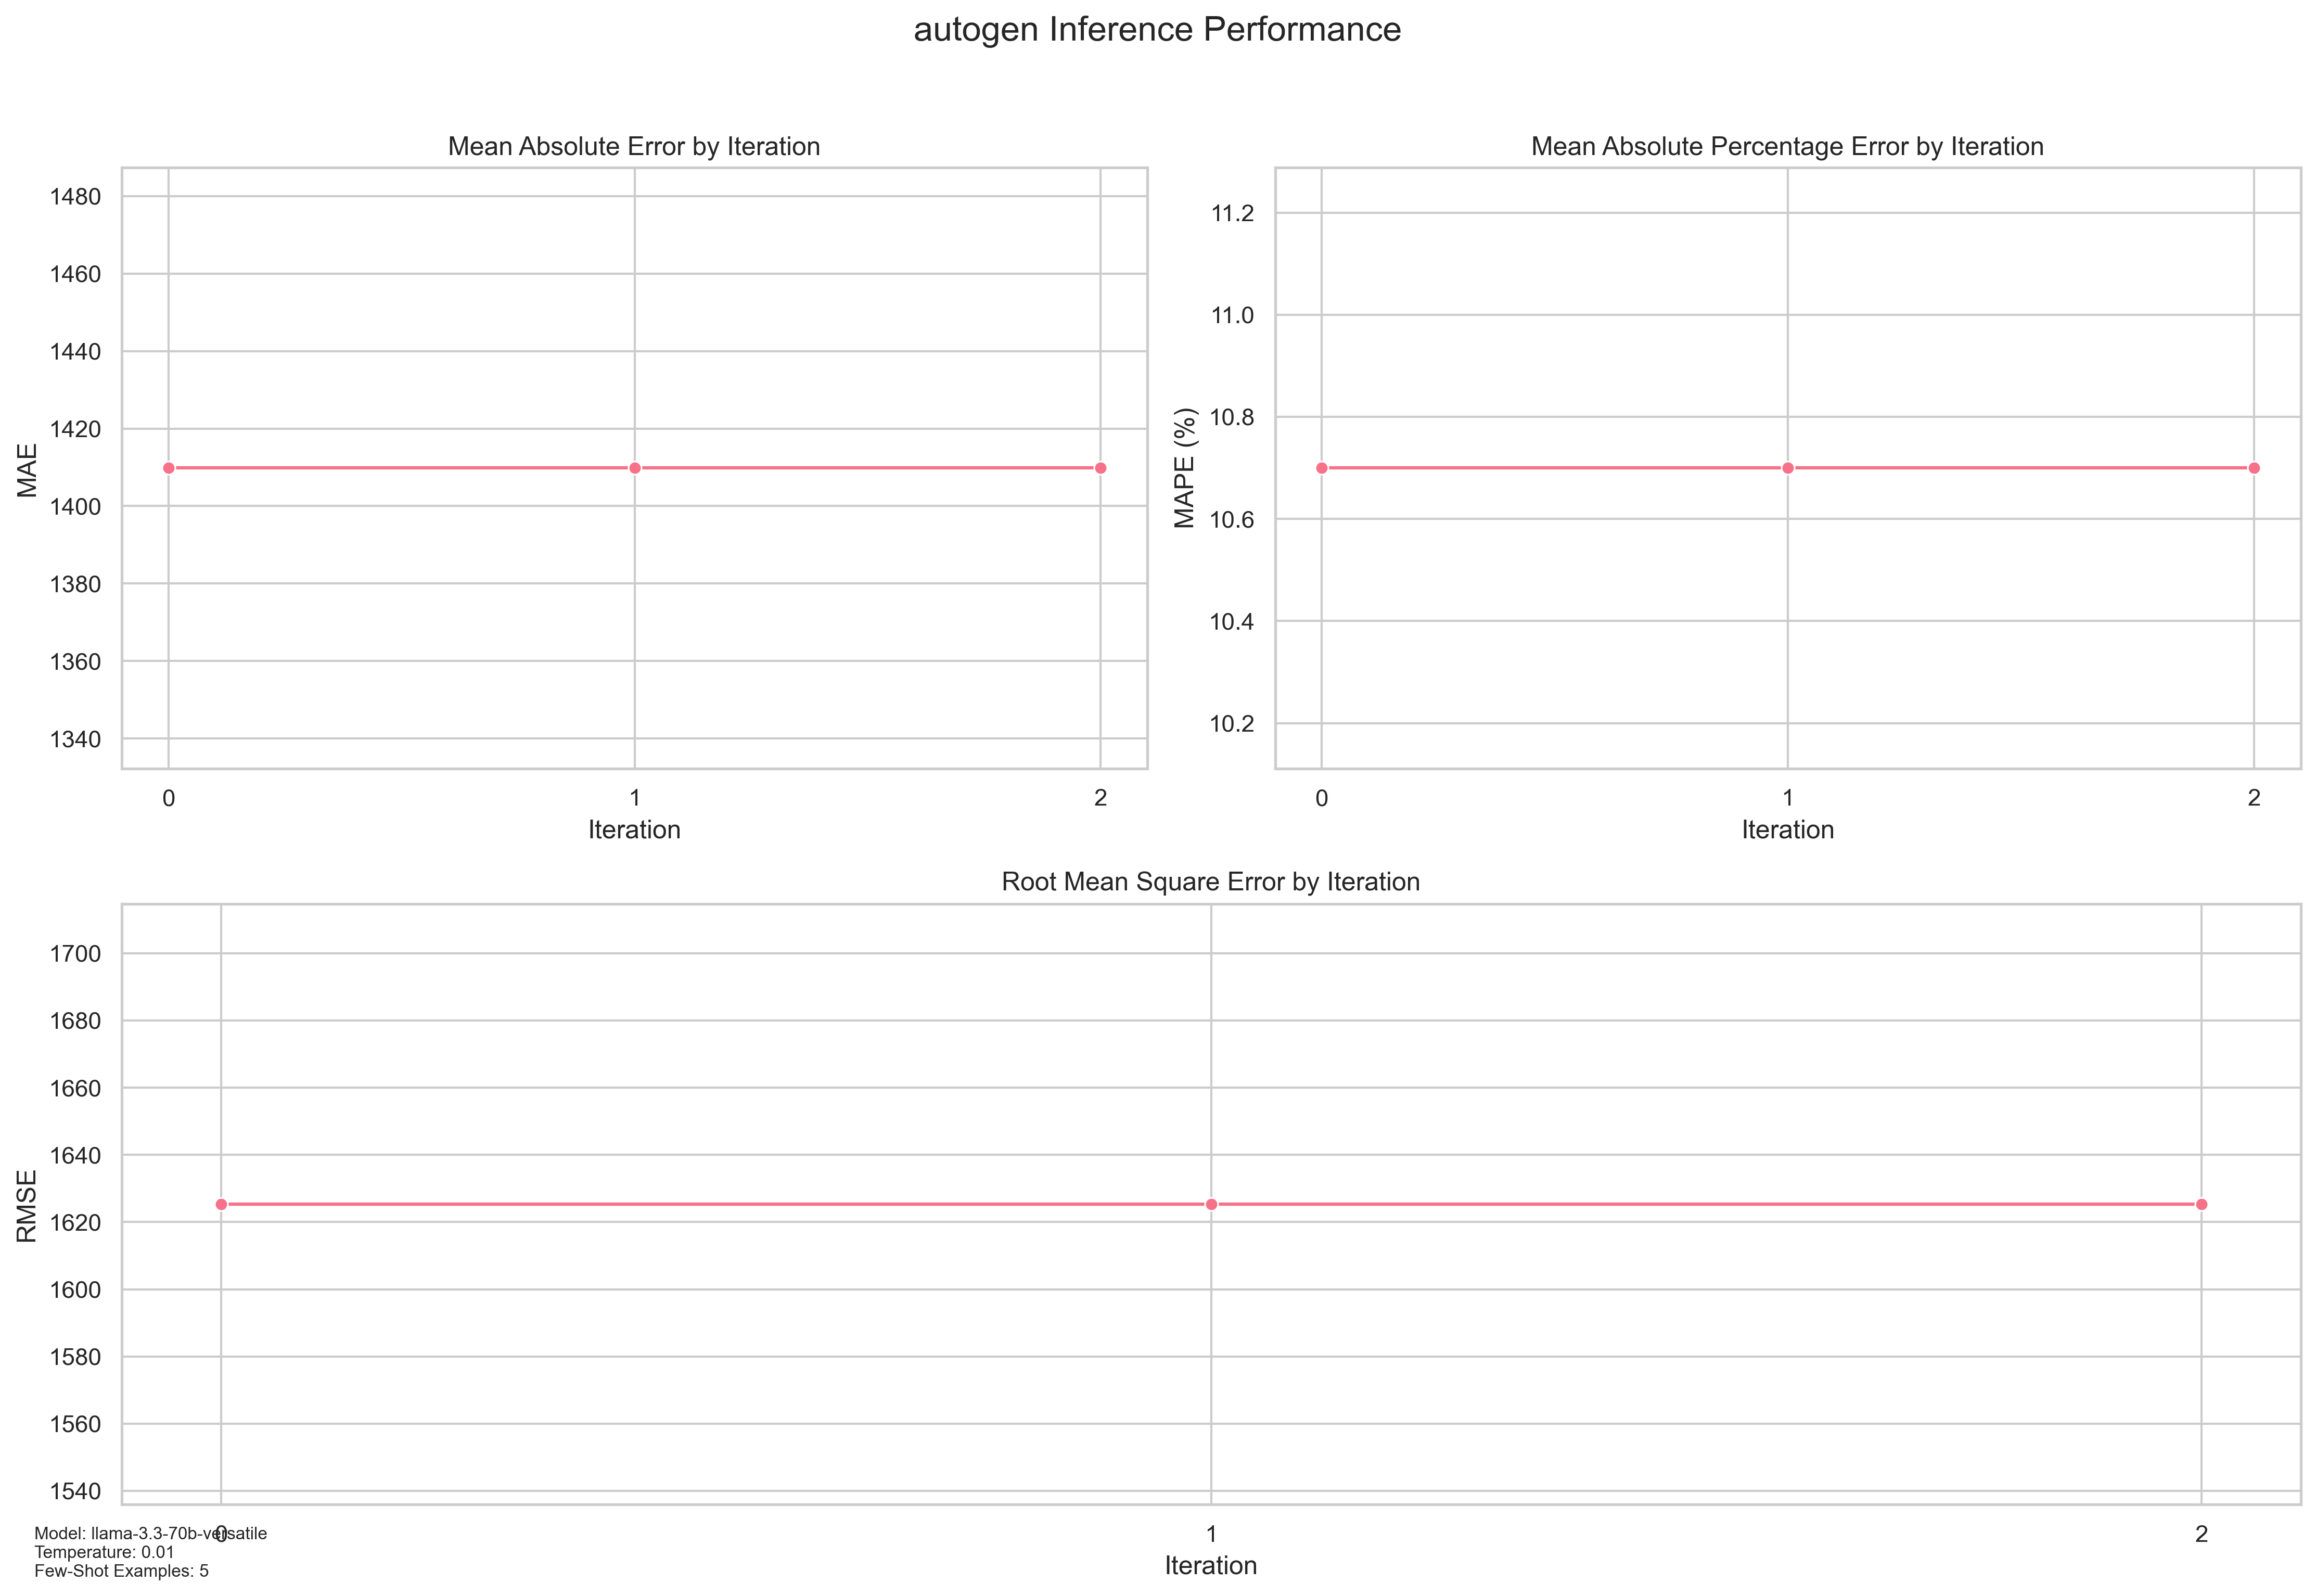 autogen Inference Performance
Mean Absolute Error by Iteration
MAE
1480
1460
1440
1420
1400
1380
1360
1340
0 1 2
Iteration
Mean Absolute Percentage Error by Iteration
MAPE (%)
11.2
11.0
10.8
10.6
10.4
10.2
0 1 2
Iteration
Root Mean Square Error by Iteration
RMSE
1700
1680
1660
1640
1620
1600
1580
1560
1540
0 1 2
Iteration
Model: llama-3.3-70b-versatile
Temperature: 0.01
Few-Shot Examples: 5